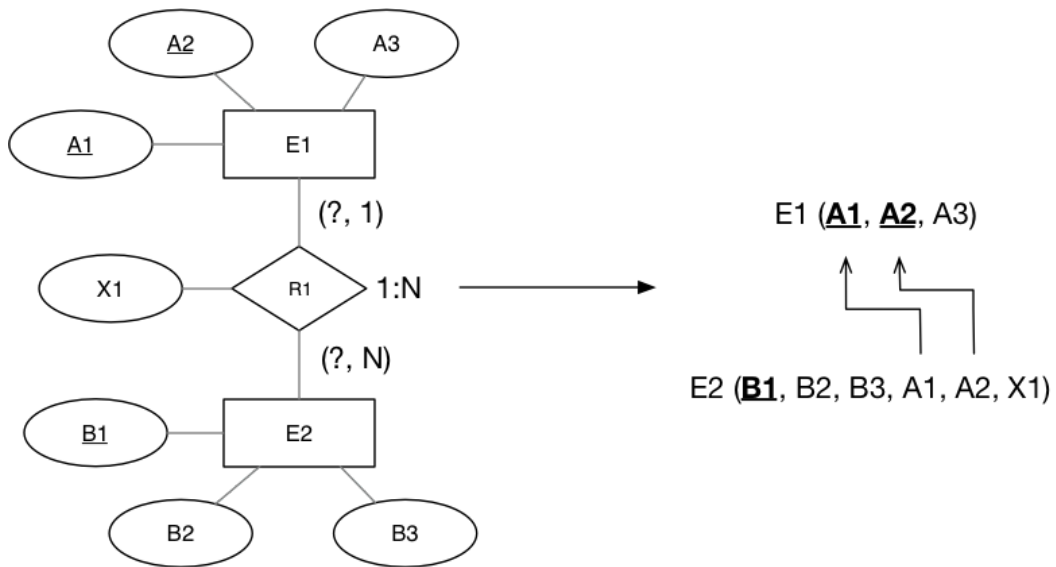 A2
A3
A1
E1
(?, 1)
E1 (A1, A2, A3)
X1
R1
1:N
(?, N)
E2 (B1, B2, B3, A1, A2, X1)
B1
E2
B2
B3